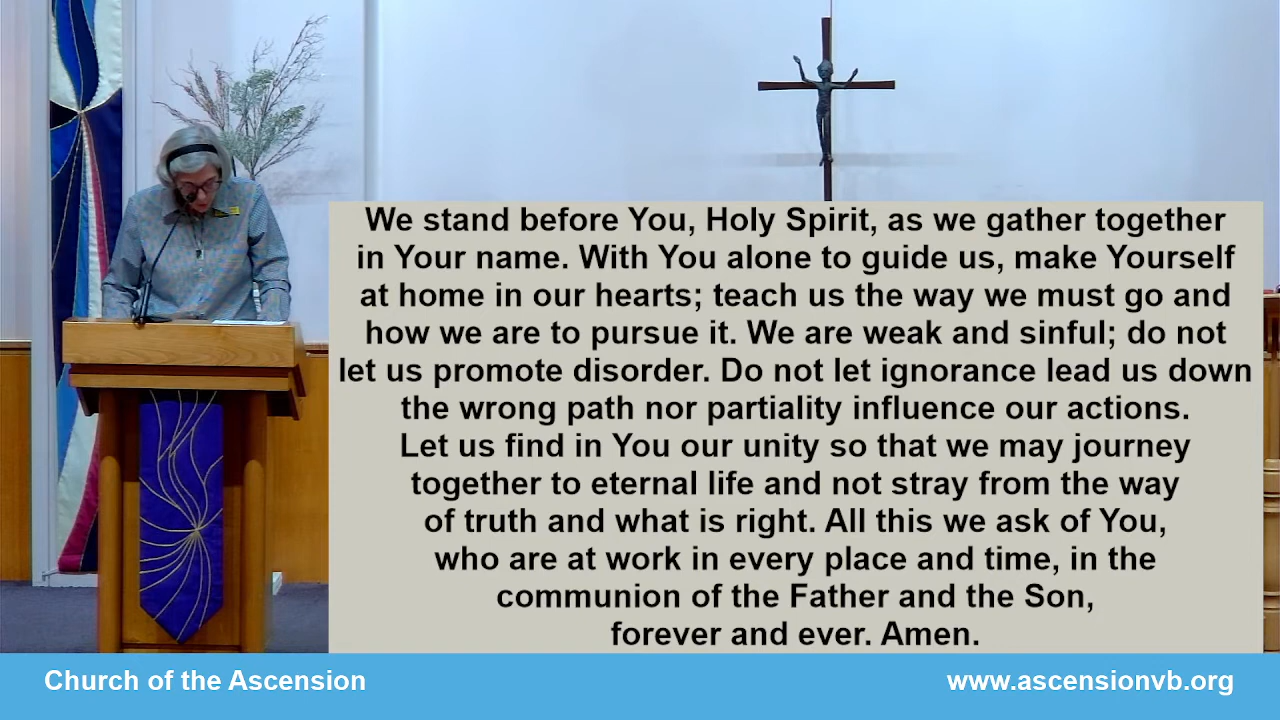 We stand before You, Holy Spirit, as we gather together
in Your name. With You alone to guide us, make Yourself
at home in our hearts; teach us the way we must go and
how we are to pursue it. We are weak and sinful; do not
let us promote disorder. Do not let ignorance lead us down
the wrong path nor partiality influence our actions.
Let us find in You our unity so that we may journey
together to eternal life and not stray from the way
of truth and what is right. All this we ask of You,
who are at work in every place and time, in the
communion of the Father and the Son,
forever and ever. Amen.
Church of the Ascension
www.ascensionvb.org